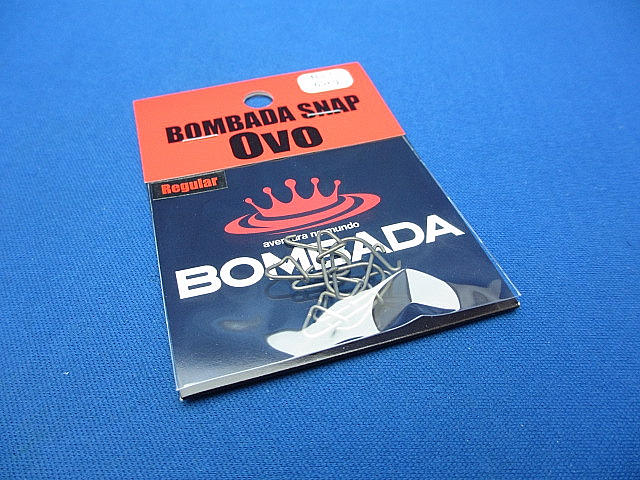 BOMBADA SNAP
Ovo
Regular
aventura no mundo
BOMBADA